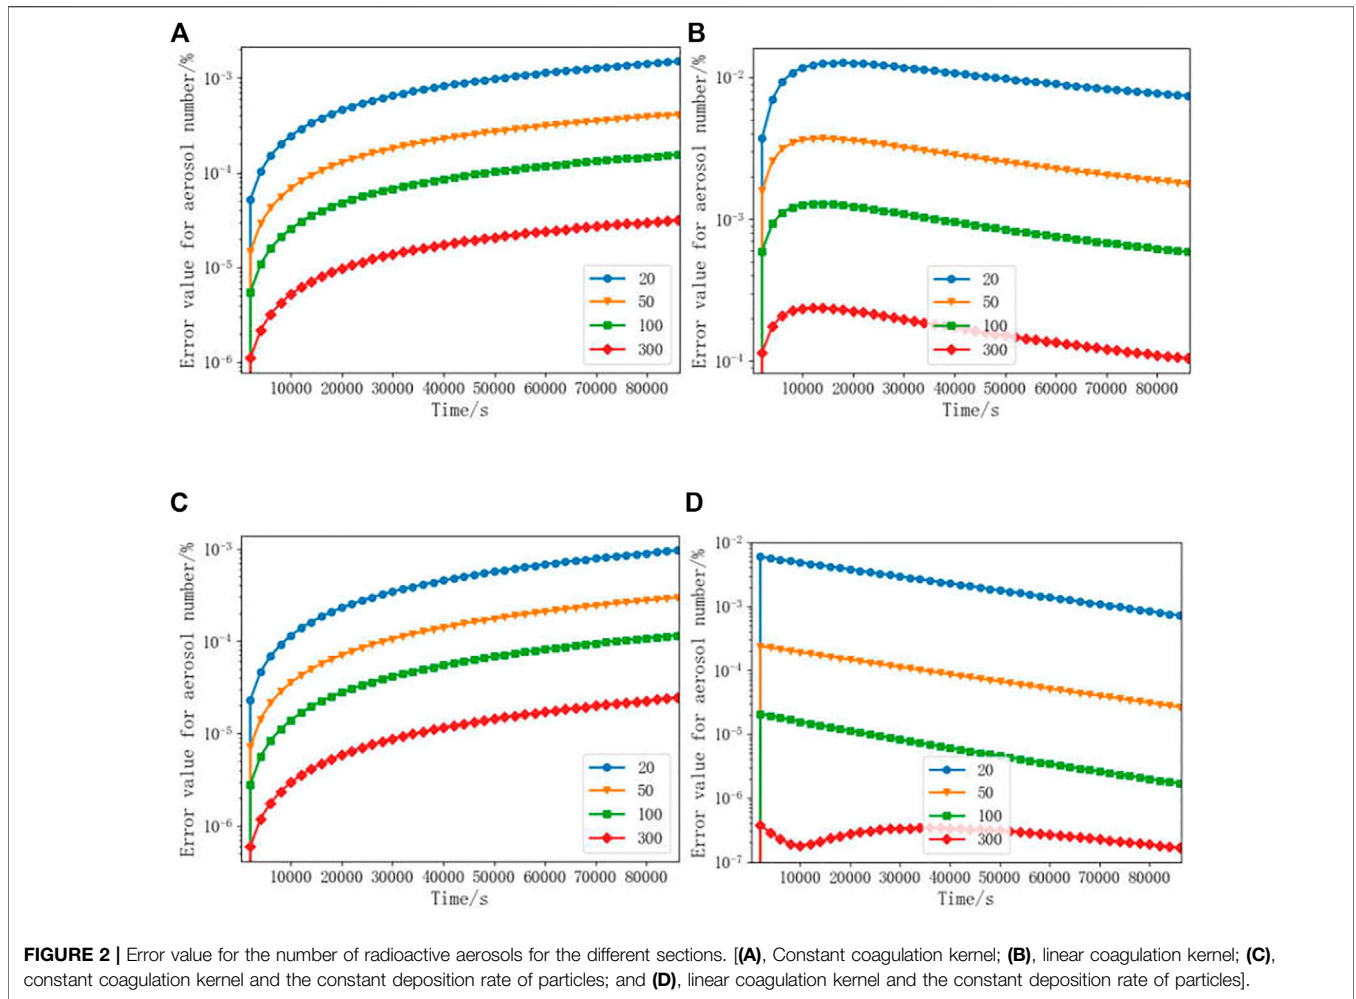 A
Error value for aerosol number/%
10⁻³
10⁻⁴
10⁻⁵
10⁻⁶
20
50
100
300
10000 20000 30000 40000 50000 60000 70000 80000
Time/s
B
Error value for aerosol number/%
10⁻²
10⁻³
10⁻⁴
20
50
100
300
10000 20000 30000 40000 50000 60000 70000 80000
Time/s
C
Error value for aerosol number/%
10⁻³
10⁻⁴
10⁻⁵
10⁻⁶
20
50
100
300
10000 20000 30000 40000 50000 60000 70000 80000
Time/s
D
Error value for aerosol number/%
10⁻²
10⁻³
10⁻⁴
10⁻⁵
10⁻⁶
10⁻⁷
20
50
100
300
10000 20000 30000 40000 50000 60000 70000 80000
Time/s
FIGURE 2 | Error value for the number of radioactive aerosols for the different sections. [(A), Constant coagulation kernel; (B), linear coagulation kernel; (C),
constant coagulation kernel and the constant deposition rate of particles; and (D), linear coagulation kernel and the constant deposition rate of particles].